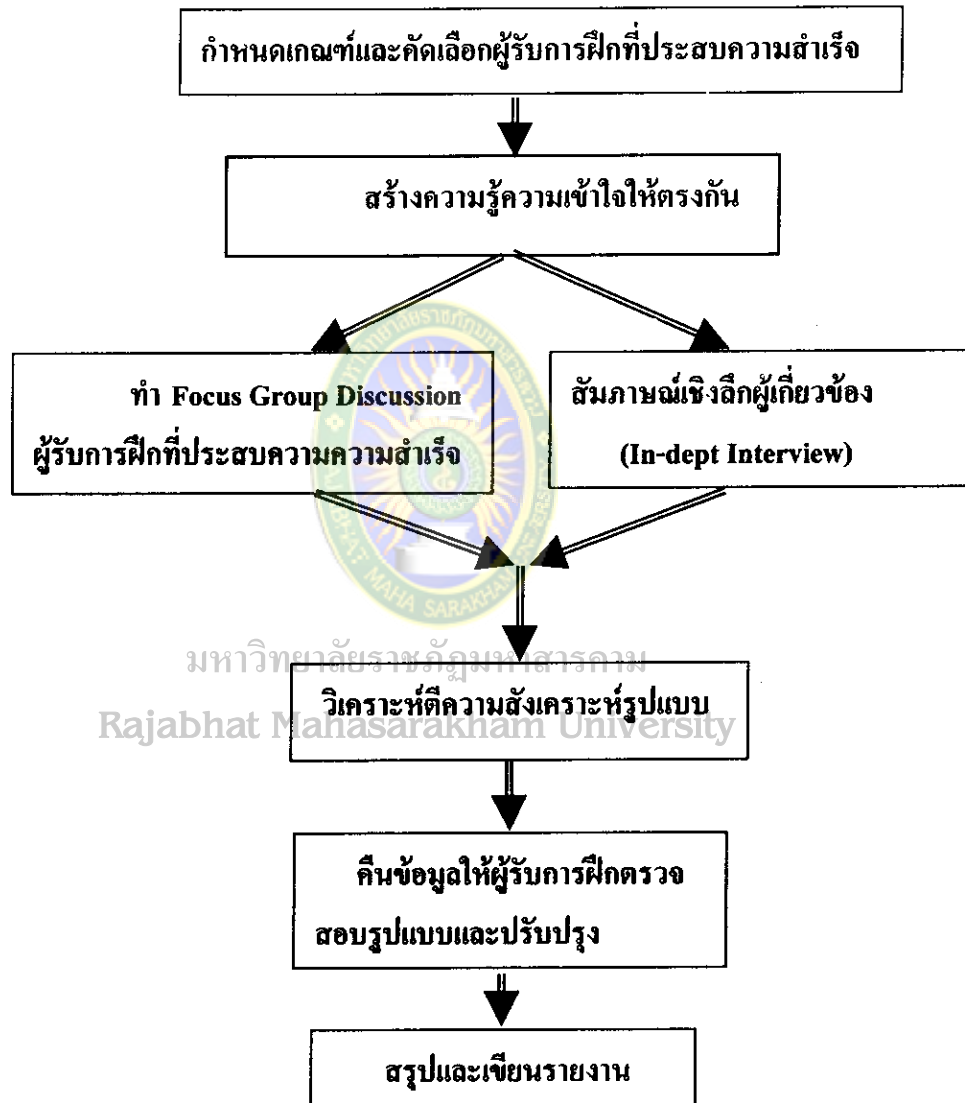 กำหนดเกณฑ์และคัดเลือกผู้รับการฝึกที่ประสบความสำเร็จ
สร้างความรู้ความเข้าใจให้ตรงกัน
ทำ Focus Group Discussion
ผู้รับการฝึกที่ประสบความความสำเร็จ
สัมภาษณ์เชิงลึกผู้เกี่ยวข้อง
(In-dept Interview)
มหาวิทยาลัยราชภัฏมหาสารคาม
วิเคราะห์ตีความสังเคราะห์รูปแบบ
Rajabhat Mahasarakham University
คืนข้อมูลให้ผู้รับการฝึกตรวจ
สอบรูปแบบและปรับปรุง
สรุปและเขียนรายงาน